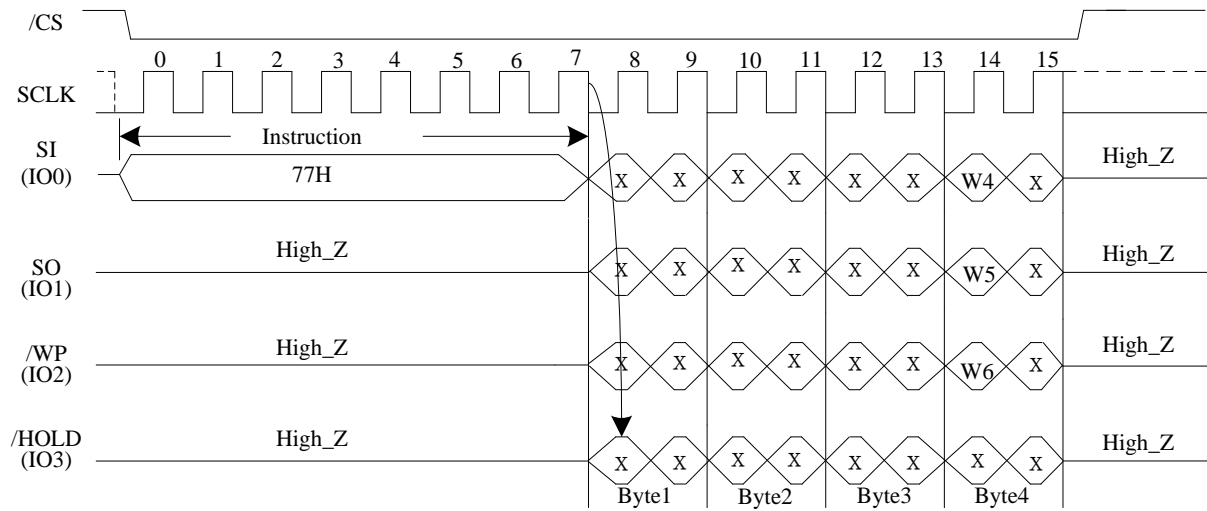 /CS
0 1 2 3 4 5 6 7 8 9 10 11 12 13 14 15
SCLK
Instruction
SI
(IO0)
77H
X X X X X X W4 X
High_Z
SO
(IO1)
High_Z
X X X X X X W5 X
High_Z
/WP
(IO2)
High_Z
X X X X X X W6 X
High_Z
/HOLD
(IO3)
High_Z
X X X X X X X X
High_Z
Byte1 Byte2 Byte3 Byte4